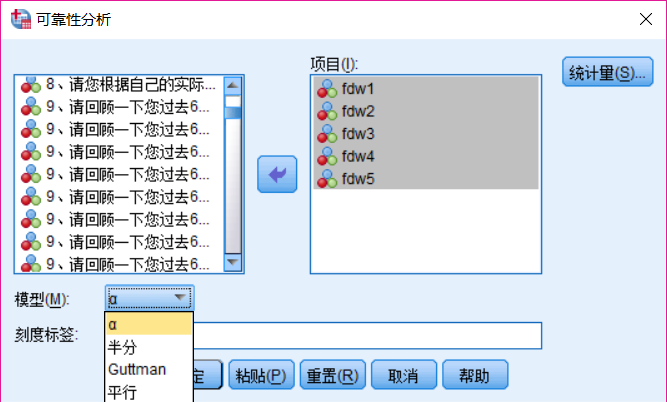 可靠性分析
项目(I):
8、请您根据自己的实际...
9、请回顾一下您过去6...
9、请回顾一下您过去6...
9、请回顾一下您过去6...
9、请回顾一下您过去6...
9、请回顾一下您过去6...
9、请回顾一下您过去6...
9、请回顾一下您过去6...
9、请回顾一下您过去6...
fdw1
fdw2
fdw3
fdw4
fdw5
统计量(S)...
模型(M):
α
刻度标签:
α
半分
Guttman
平行
定 粘贴(P) 重置(R) 取消 帮助